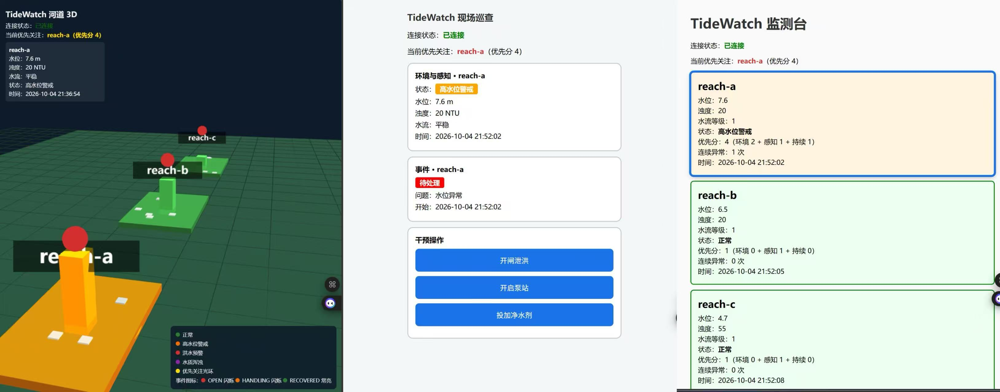 TideWatch 河道 3D
连接状态：已连接
当前优先关注：reach-a（优先分 4）
reach-a
水位：7.6 m
浊度：20 NTU
水流：平稳
状态：高水位警戒
时间：2026-10-04 21:36:54
reach-c
reach-b
reach-a
正常
高水位警戒
洪水预警
水质浑浊
优先关注光环
事件图标： OPEN 闪烁 HANDLING 闪烁 RECOVERED 常亮
TideWatch 现场巡查
连接状态：已连接
当前优先关注：reach-a（优先分 4）
环境与感知 • reach-a
状态： 高水位警戒
水位：7.6 m
浊度：20 NTU
水流：平稳
时间：2026-10-04 21:52:02
事件 • reach-a
待处理
问题：水位异常
开始：2026-10-04 21:52:02
干预操作
开闸泄洪
开启泵站
投加净水剂
TideWatch 监测台
连接状态：已连接
当前优先关注：reach-a（优先分 4）
reach-a
水位：7.6
浊度：20
水流等级：1
状态：高水位警戒
优先分：4（环境 2 + 感知 1 + 持续 1）
连续异常：1 次
时间：2026-10-04 21:52:02
reach-b
水位：6.5
浊度：20
水流等级：1
状态：正常
优先分：1（环境 0 + 感知 1 + 持续 0）
连续异常：0 次
时间：2026-10-04 21:52:05
reach-c
水位：4.7
浊度：55
水流等级：1
状态：正常
优先分：1（环境 0 + 感知 1 + 持续 0）
连续异常：0 次
时间：2026-10-04 21:52:08